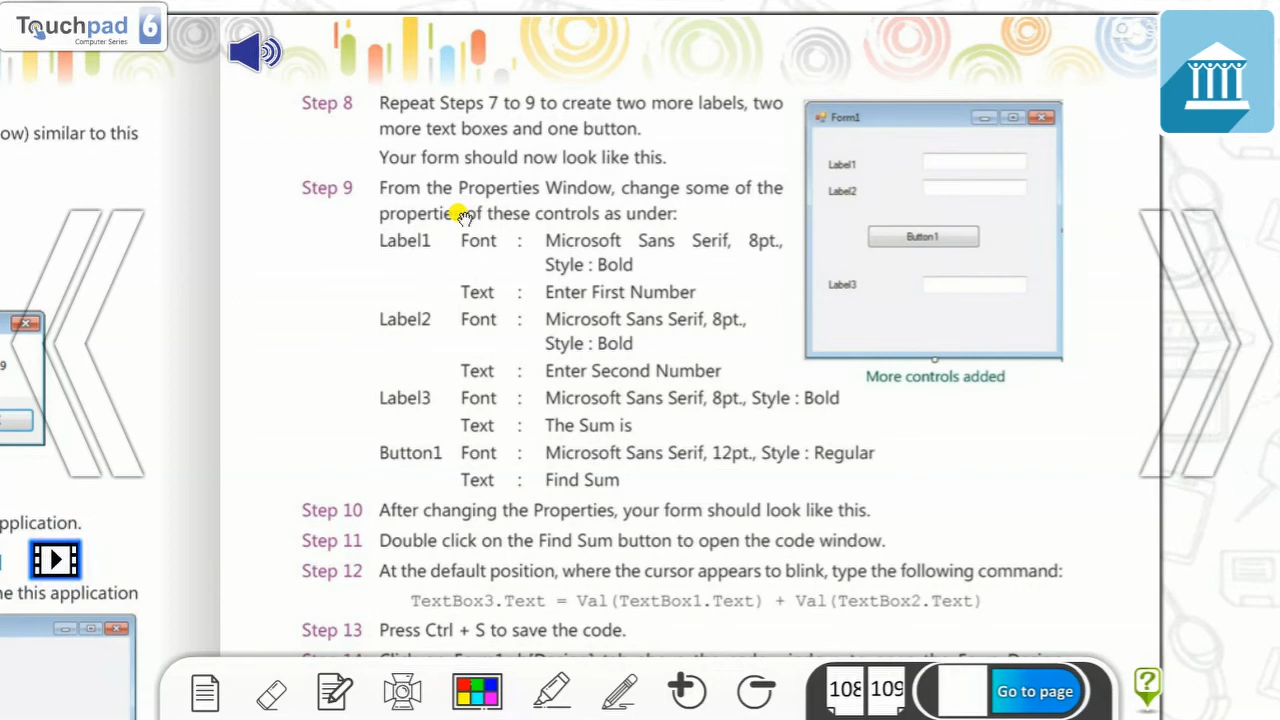 Touchpad 6
Computer Series
ow) similar to this
9
pplication.
ne this application
Step 8 Repeat Steps 7 to 9 to create two more labels, two
more text boxes and one button.
Your form should now look like this.
Step 9 From the Properties Window, change some of the
properties of these controls as under:
Label1 Font : Microsoft Sans Serif, 8pt.,
Style : Bold
Text : Enter First Number
Label2 Font : Microsoft Sans Serif, 8pt.,
Style : Bold
Text : Enter Second Number
Label3 Font : Microsoft Sans Serif, 8pt., Style : Bold
Text : The Sum is
Button1 Font : Microsoft Sans Serif, 12pt., Style : Regular
Text : Find Sum
Form1
Label1
Label2
Button1
Label3
More controls added
Step 10 After changing the Properties, your form should look like this.
Step 11 Double click on the Find Sum button to open the code window.
Step 12 At the default position, where the cursor appears to blink, type the following command:
TextBox3.Text = Val(TextBox1.Text) + Val(TextBox2.Text)
Step 13 Press Ctrl + S to save the code.
108 109 Go to page
?